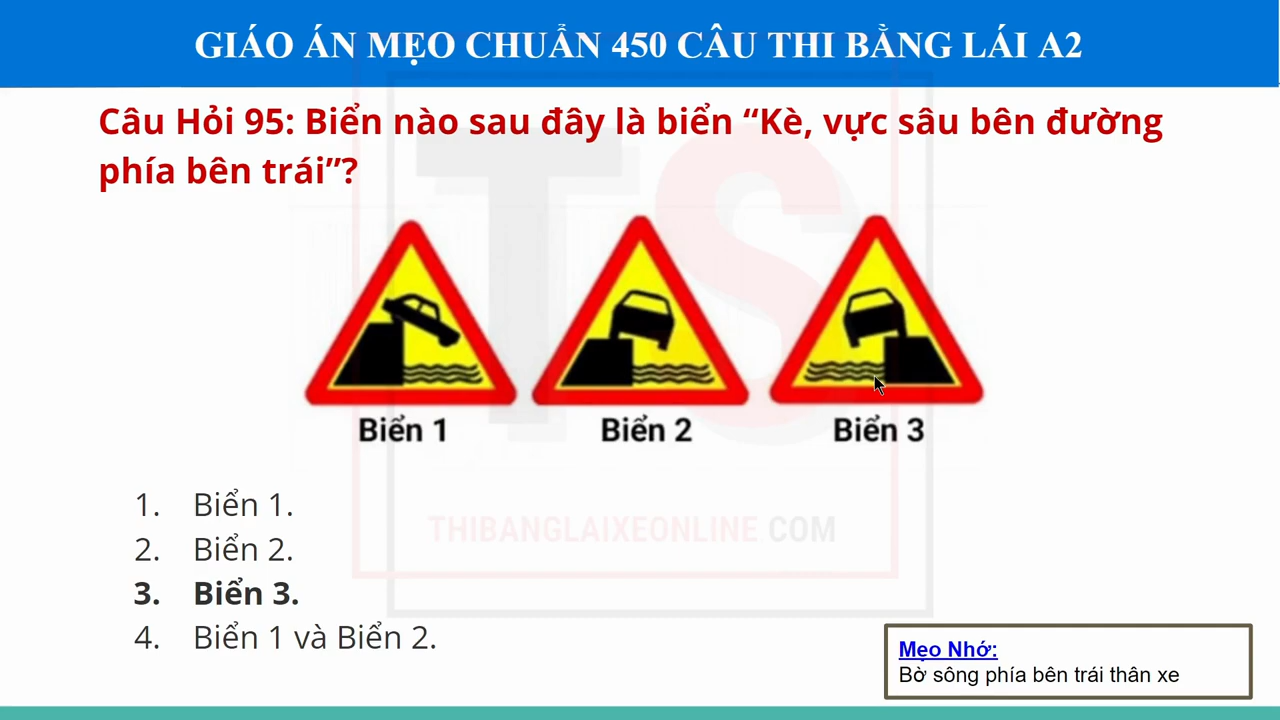 GIÁO ÁN MẸO CHUẨN 450 CÂU THI BẰNG LÁI A2
Câu Hỏi 95: Biển nào sau đây là biển “Kè, vực sâu bên đường
phía bên trái”?
Biển 1 Biển 2 Biển 3
1. Biển 1.
2. Biển 2.
3. Biển 3.
4. Biển 1 và Biển 2.
TS
THIBANGLAIXEONLINE COM
Mẹo Nhớ:
Bờ sông phía bên trái thân xe